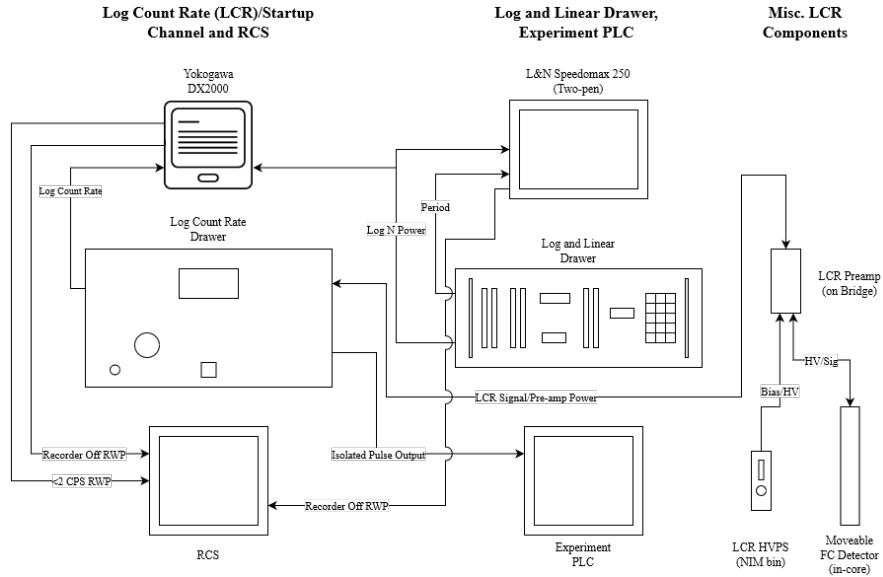 Log Count Rate (LCR)/Startup
Channel and RCS
Log and Linear Drawer,
Experiment PLC
Misc. LCR
Components
Yokogawa
DX2000
L&N Speedomax 250
(Two-pen)
Log Count Rate
Period
Log Count Rate
Drawer
Log N Power
Log and Linear
Drawer
LCR Preamp
(on Bridge)
HV/Sig
LCR Signal/Pre-amp Power
Bias/HV
Recorder Off RWP
Isolated Pulse Output
<2 CPS RWP
Recorder Off RWP
RCS
Experiment
PLC
LCR HVPS
(NIM bin)
Moveable
FC Detector
(in-core)